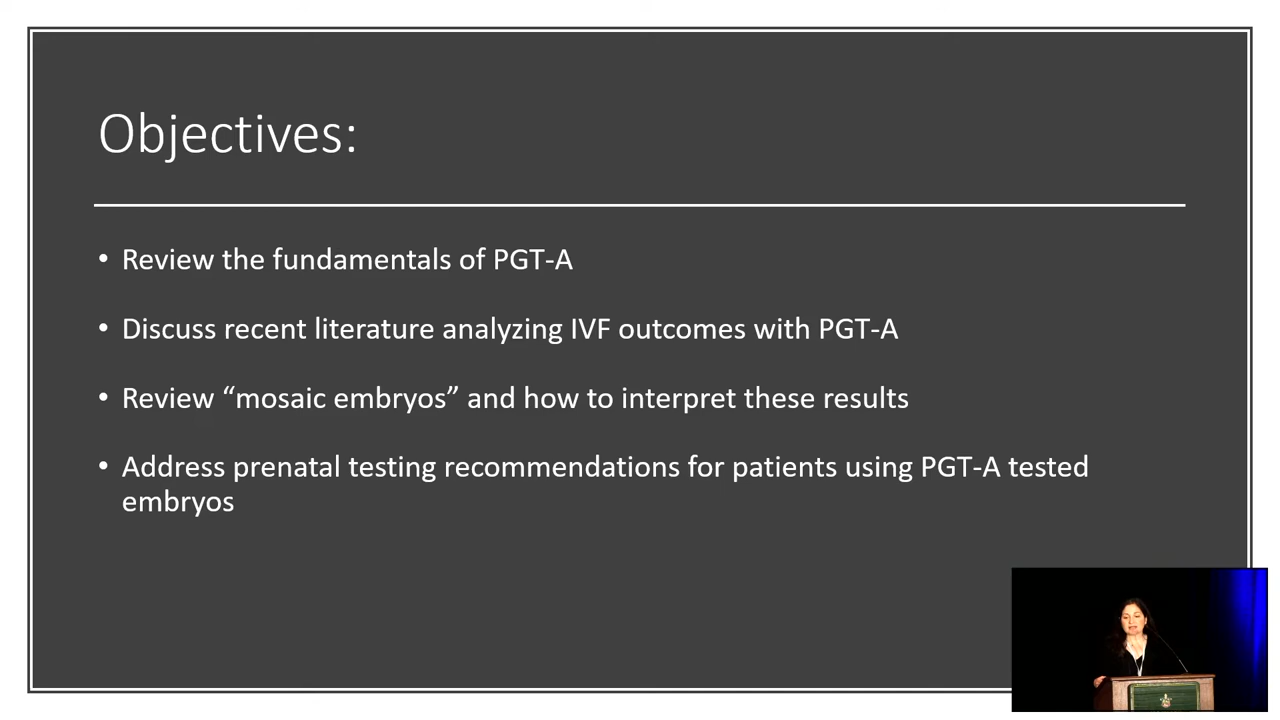 Objectives:
• Review the fundamentals of PGT-A
• Discuss recent literature analyzing IVF outcomes with PGT-A
• Review “mosaic embryos” and how to interpret these results
• Address prenatal testing recommendations for patients using PGT-A tested
embryos